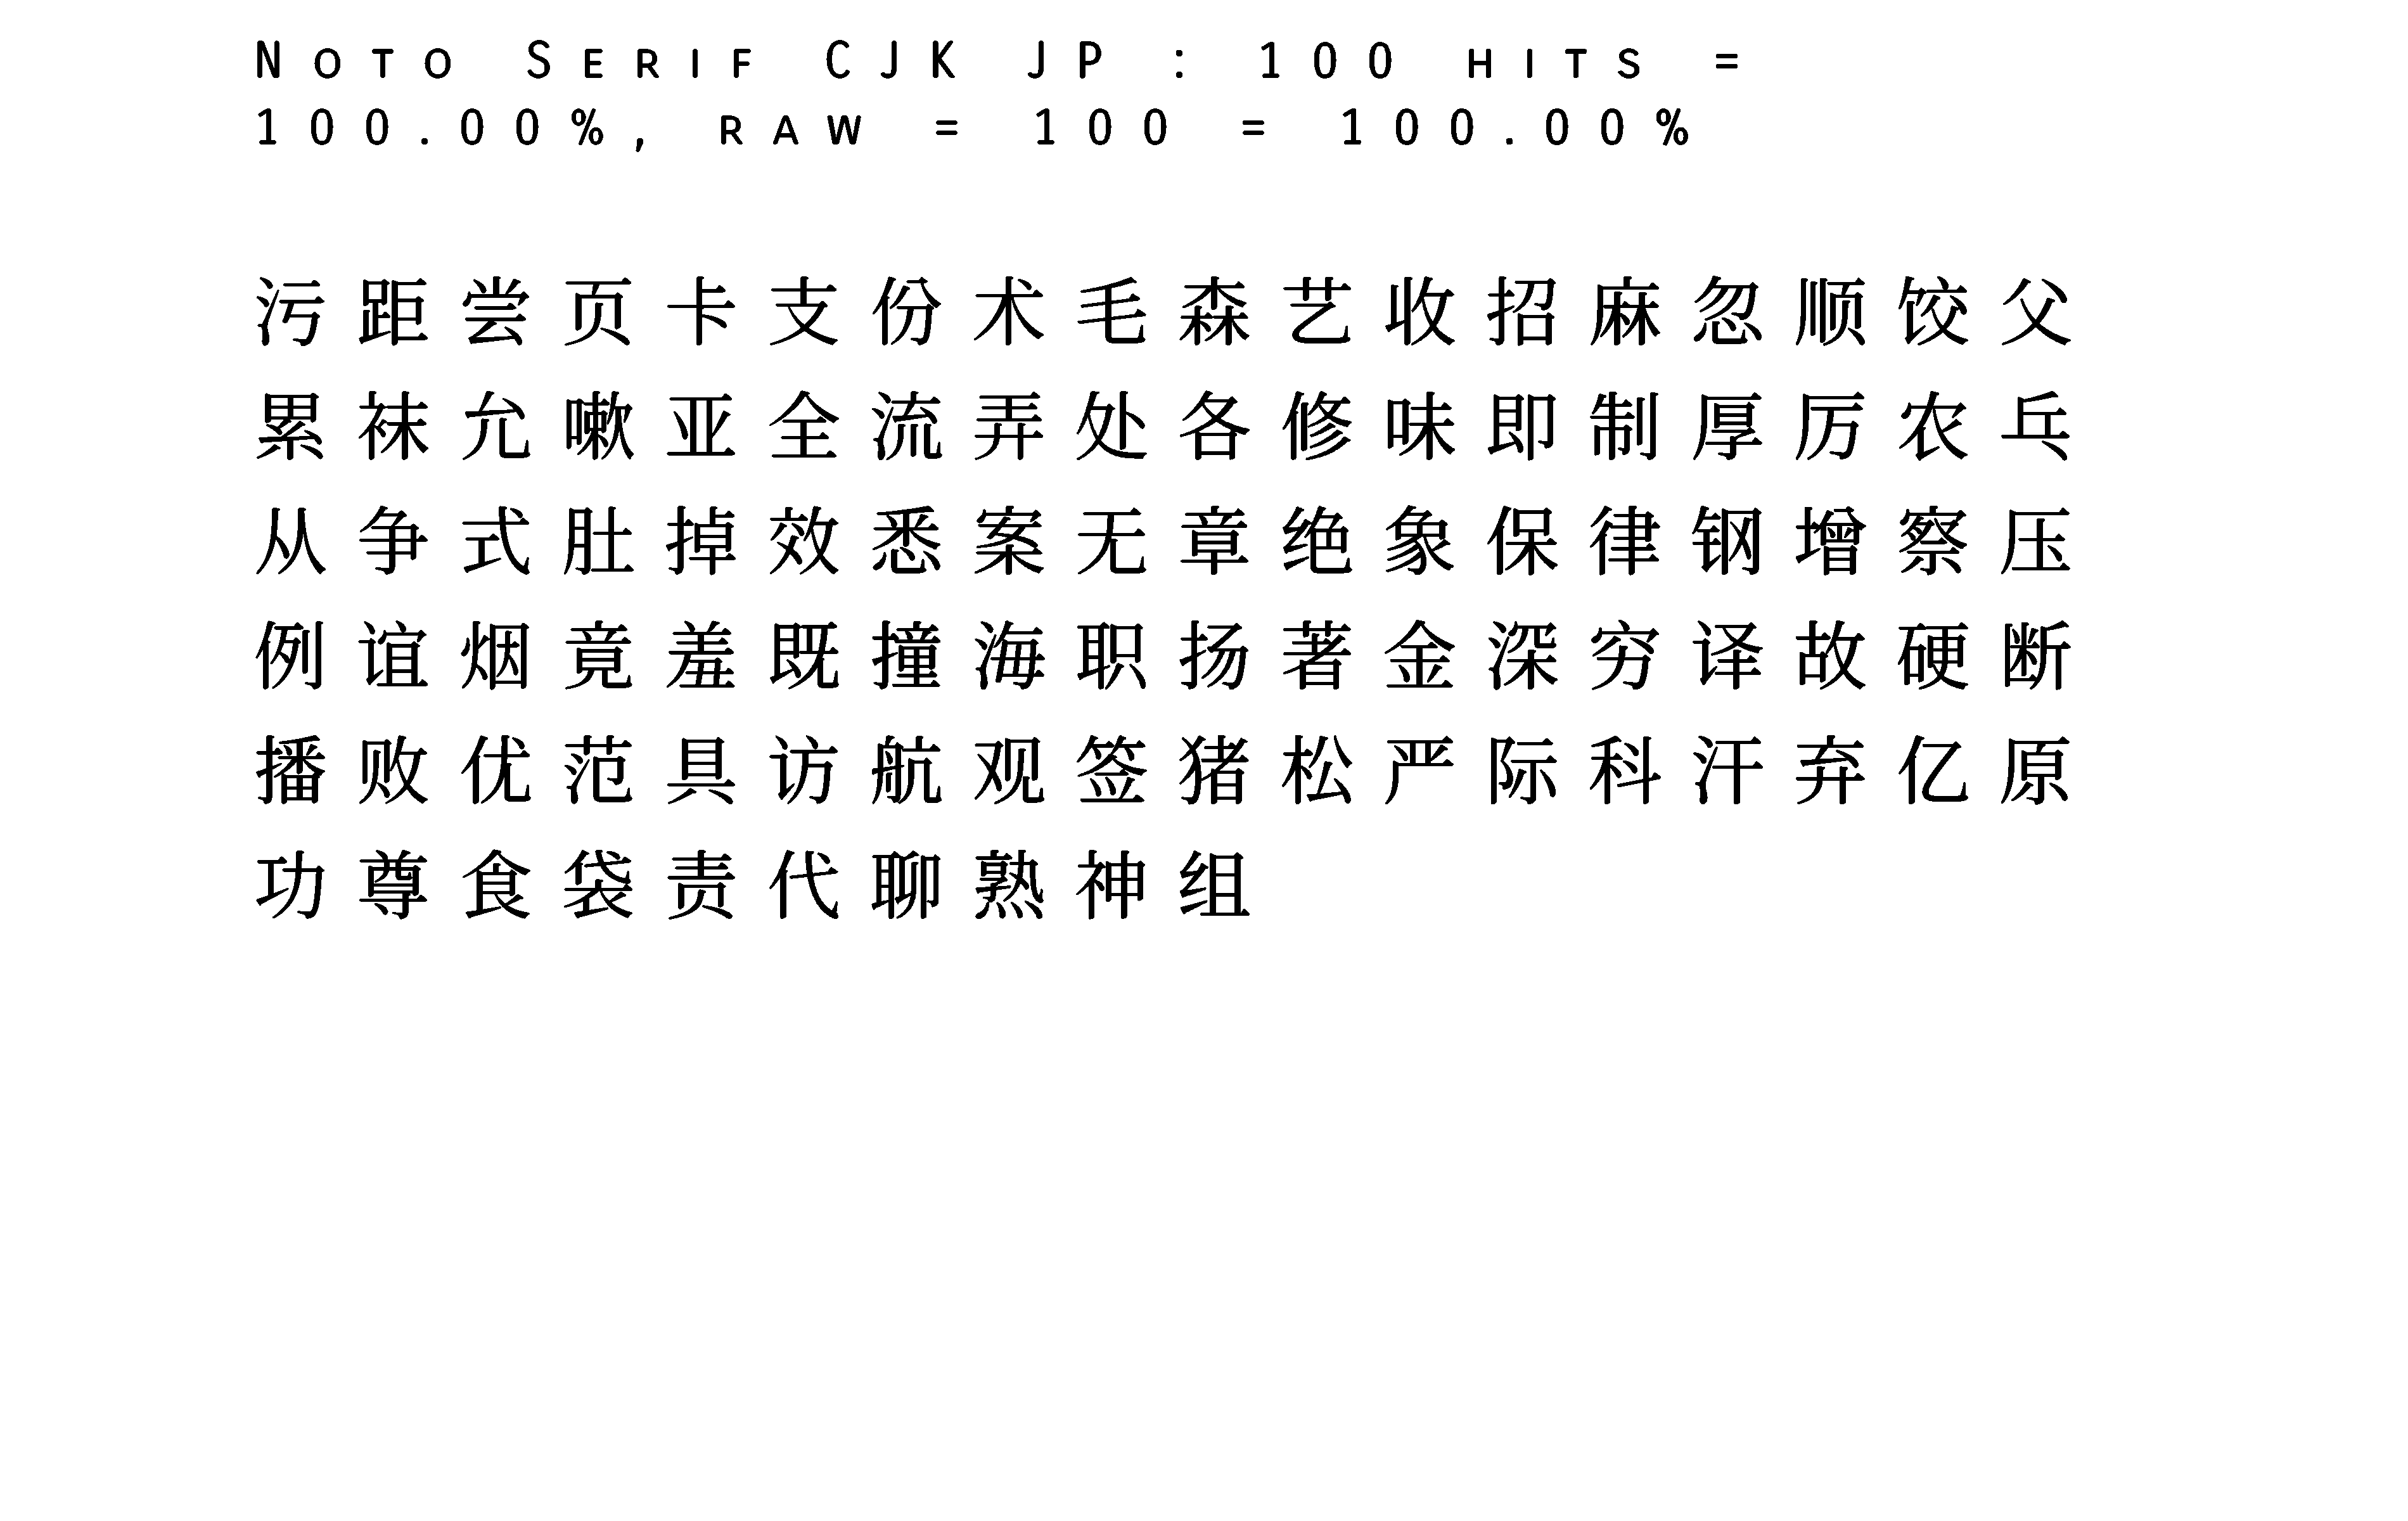 Noto Serif CJK JP : 100 hits =
100.00%, raw = 100 = 100.00%
污距尝页卡支份术毛森艺收招麻忽顺饺父
累袜允嗽亚全流弄处各修味即制厚厉农乓
从争式肚掉效悉案无章绝象保律钢增察压
例谊烟竟羞既撞海职扬著金深穷译故硬断
播败优范具访航观签猪松严际科汗弃亿原
功尊食袋责代聊熟神组